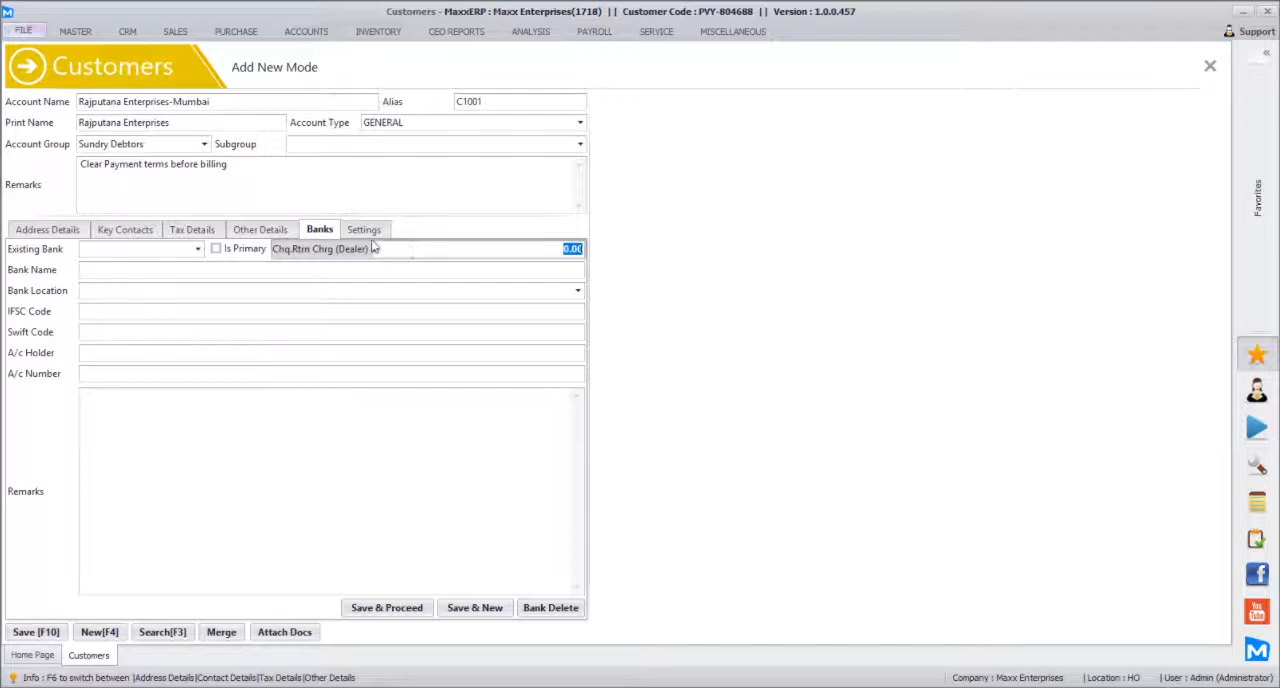 Customers - MaxxERP : Maxx Enterprises(1718) || Customer Code : PVY-804688 || Version : 1.0.0.457
FILE MASTER CRM SALES PURCHASE ACCOUNTS INVENTORY CEO REPORTS ANALYSIS PAYROLL SERVICE MISCELLANEOUS Support
Customers Add New Mode
Account Name Rajputana Enterprises-Mumbai Alias C1001
Print Name Rajputana Enterprises Account Type GENERAL
Account Group Sundry Debtors Subgroup
Remarks Clear Payment terms before billing
Favorites
Address Details Key Contacts Tax Details Other Details Banks Settings
Existing Bank Is Primary Chq.Rtrn Chrg (Dealer) 0.00
Bank Name
Bank Location
IFSC Code
Swift Code
A/c Holder
A/c Number
Remarks
Save & Proceed Save & New Bank Delete
You Tube
Save [F10] New[F4] Search[F3] Merge Attach Docs
Home Page Customers
Info : F6 to switch between |Address Details|Contact Details|Tax Details|Other Details Company : Maxx Enterprises |Location : HO |User : Admin (Administrator)